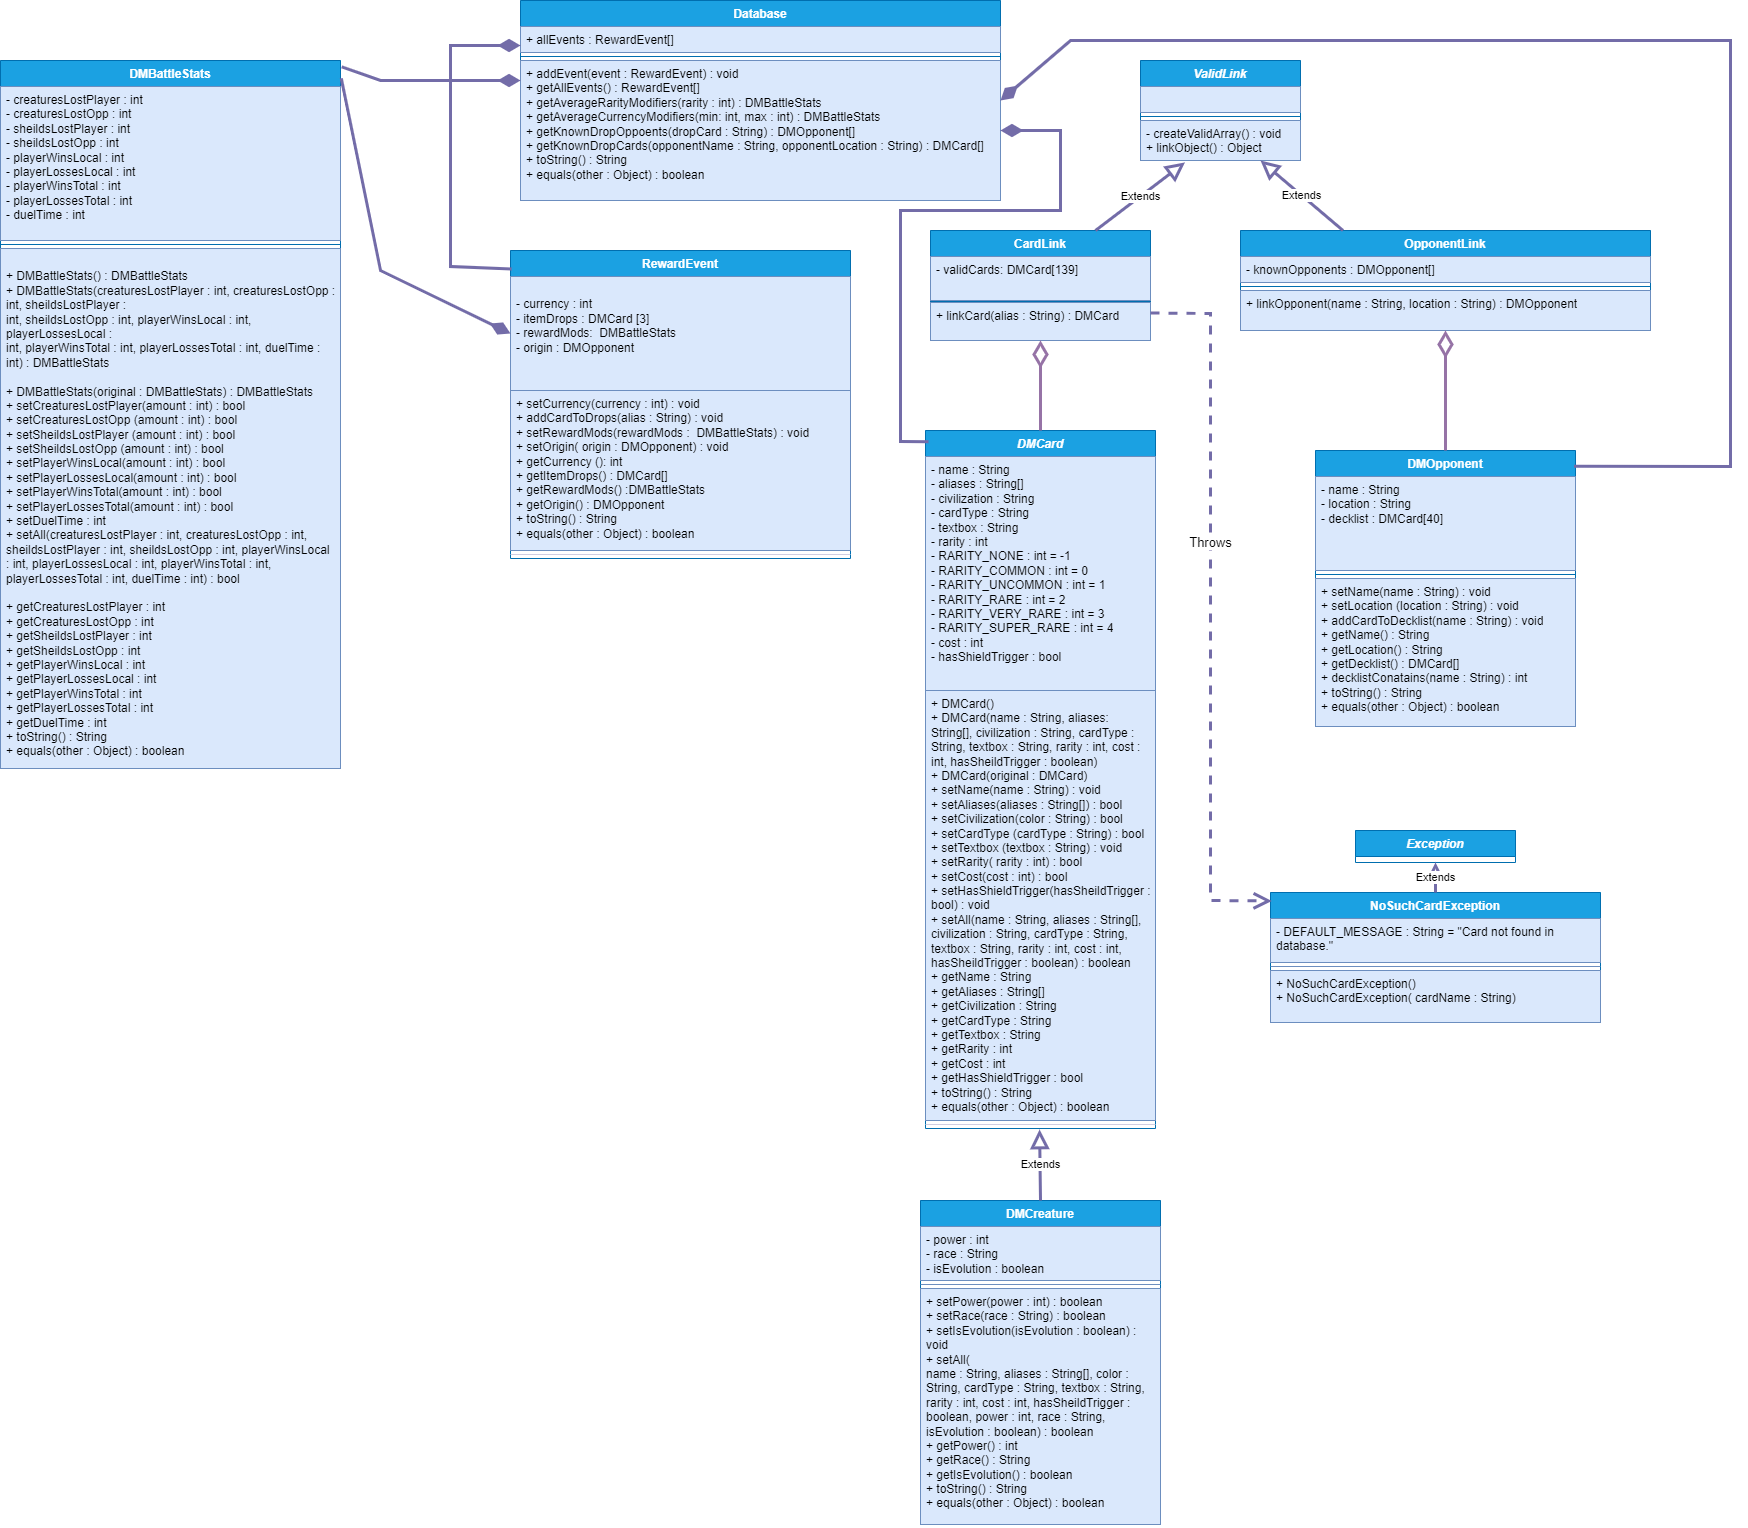 Database
+ allEvents : RewardEvent[]
+ addEvent(event : RewardEvent) : void
+ getAllEvents() : RewardEvent[]
+ getAverageRarityModifiers(rarity : int) : DMBattleStats
+ getAverageCurrencyModifiers(min: int, max : int) : DMBattleStats
+ getKnownDropOppoents(dropCard : String) : DMOpponent[]
+ getKnownDropCards(opponentName : String, opponentLocation : String) : DMCard[]
+ toString() : String
+ equals(other : Object) : boolean
DMBattleStats
- creaturesLostPlayer : int
- creaturesLostOpp : int
- sheildsLostPlayer : int
- sheildsLostOpp : int
- playerWinsLocal : int
- playerLossesLocal : int
- playerWinsTotal : int
- playerLossesTotal : int
- duelTime : int
+ DMBattleStats() : DMBattleStats
+ DMBattleStats(creaturesLostPlayer : int, creaturesLostOpp :
int, sheildsLostPlayer :
int, sheildsLostOpp : int, playerWinsLocal : int,
playerLossesLocal :
int, playerWinsTotal : int, playerLossesTotal : int, duelTime :
int) : DMBattleStats
+ DMBattleStats(original : DMBattleStats) : DMBattleStats
+ setCreaturesLostPlayer(amount : int) : bool
+ setCreaturesLostOpp (amount : int) : bool
+ setSheildsLostPlayer (amount : int) : bool
+ setSheildsLostOpp (amount : int) : bool
+ setPlayerWinsLocal(amount : int) : bool
+ setPlayerLossesLocal(amount : int) : bool
+ setPlayerWinsTotal(amount : int) : bool
+ setPlayerLossesTotal(amount : int) : bool
+ setDuelTime : int
+ setAll(creaturesLostPlayer : int, creaturesLostOpp : int,
sheildsLostPlayer : int, sheildsLostOpp : int, playerWinsLocal
: int, playerLossesLocal : int, playerWinsTotal : int,
playerLossesTotal : int, duelTime : int) : bool
+ getCreaturesLostPlayer : int
+ getCreaturesLostOpp : int
+ getSheildsLostPlayer : int
+ getSheildsLostOpp : int
+ getPlayerWinsLocal : int
+ getPlayerLossesLocal : int
+ getPlayerWinsTotal : int
+ getPlayerLossesTotal : int
+ getDuelTime : int
+ toString() : String
+ equals(other : Object) : boolean
RewardEvent
- currency : int
- itemDrops : DMCard [3]
- rewardMods:  DMBattleStats
- origin : DMOpponent
+ setCurrency(currency : int) : void
+ addCardToDrops(alias : String) : void
+ setRewardMods(rewardMods :  DMBattleStats) : void
+ setOrigin( origin : DMOpponent) : void
+ getCurrency (): int
+ getItemDrops() : DMCard[]
+ getRewardMods() :DMBattleStats
+ getOrigin() : DMOpponent
+ toString() : String
+ equals(other : Object) : boolean
ValidLink
- createValidArray() : void
+ linkObject() : Object
Extends
Extends
CardLink
- validCards: DMCard[139]
+ linkCard(alias : String) : DMCard
OpponentLink
- knownOpponents : DMOpponent[]
+ linkOpponent(name : String, location : String) : DMOpponent
DMCard
- name : String
- aliases : String[]
- civilization : String
- cardType : String
- textbox : String
- rarity : int
- RARITY_NONE : int = -1
- RARITY_COMMON : int = 0
- RARITY_UNCOMMON : int = 1
- RARITY_RARE : int = 2
- RARITY_VERY_RARE : int = 3
- RARITY_SUPER_RARE : int = 4
- cost : int
- hasShieldTrigger : bool
+ DMCard()
+ DMCard(name : String, aliases:
String[], civilization : String, cardType :
String, textbox : String, rarity : int, cost :
int, hasSheildTrigger : boolean)
+ DMCard(original : DMCard)
+ setName(name : String) : void
+ setAliases(aliases : String[]) : bool
+ setCivilization(color : String) : bool
+ setCardType (cardType : String) : bool
+ setTextbox (textbox : String) : void
+ setRarity( rarity : int) : bool
+ setCost(cost : int) : bool
+ setHasShieldTrigger(hasSheildTrigger :
bool) : void
+ setAll(name : String, aliases : String[],
civilization : String, cardType : String,
textbox : String, rarity : int, cost : int,
hasSheildTrigger : boolean) : boolean
+ getName : String
+ getAliases : String[]
+ getCivilization : String
+ getCardType : String
+ getTextbox : String
+ getRarity : int
+ getCost : int
+ getHasShieldTrigger : bool
+ toString() : String
+ equals(other : Object) : boolean
Throws
DMOpponent
- name : String
- location : String
- decklist : DMCard[40]
+ setName(name : String) : void
+ setLocation (location : String) : void
+ addCardToDecklist(name : String) : void
+ getName() : String
+ getLocation() : String
+ getDecklist() : DMCard[]
+ decklistConatains(name : String) : int
+ toString() : String
+ equals(other : Object) : boolean
Exception
Extends
NoSuchCardException
- DEFAULT_MESSAGE : String = "Card not found in
database."
+ NoSuchCardException()
+ NoSuchCardException( cardName : String)
Extends
DMCreature
- power : int
- race : String
- isEvolution : boolean
+ setPower(power : int) : boolean
+ setRace(race : String) : boolean
+ setIsEvolution(isEvolution : boolean) :
void
+ setAll(
name : String, aliases : String[], color :
String, cardType : String, textbox : String,
rarity : int, cost : int, hasSheildTrigger :
boolean, power : int, race : String,
isEvolution : boolean) : boolean
+ getPower() : int
+ getRace() : String
+ getIsEvolution() : boolean
+ toString() : String
+ equals(other : Object) : boolean